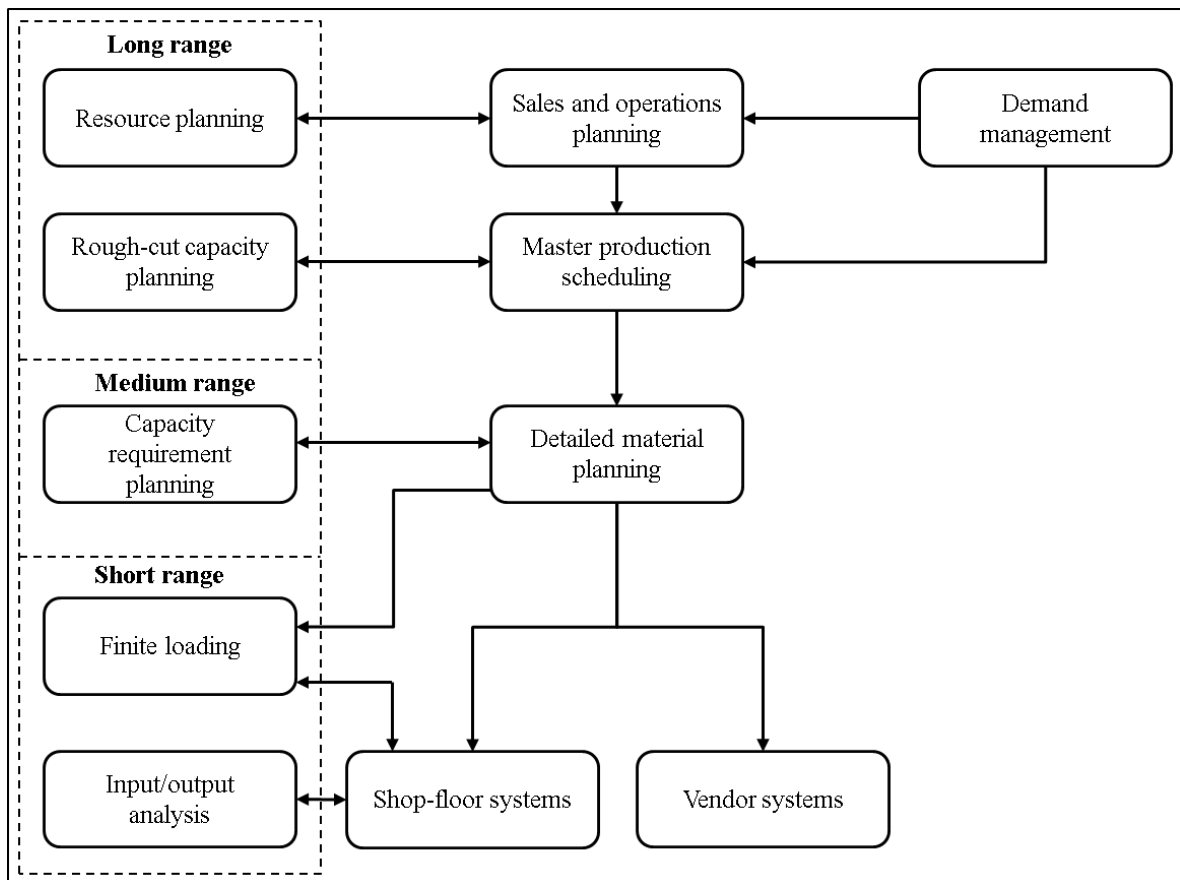 Long range
Resource planning
Sales and operations
planning
Demand
management
Rough-cut capacity
planning
Master production
scheduling
Medium range
Capacity
requirement
planning
Detailed material
planning
Short range
Finite loading
Input/output
analysis
Shop-floor systems
Vendor systems